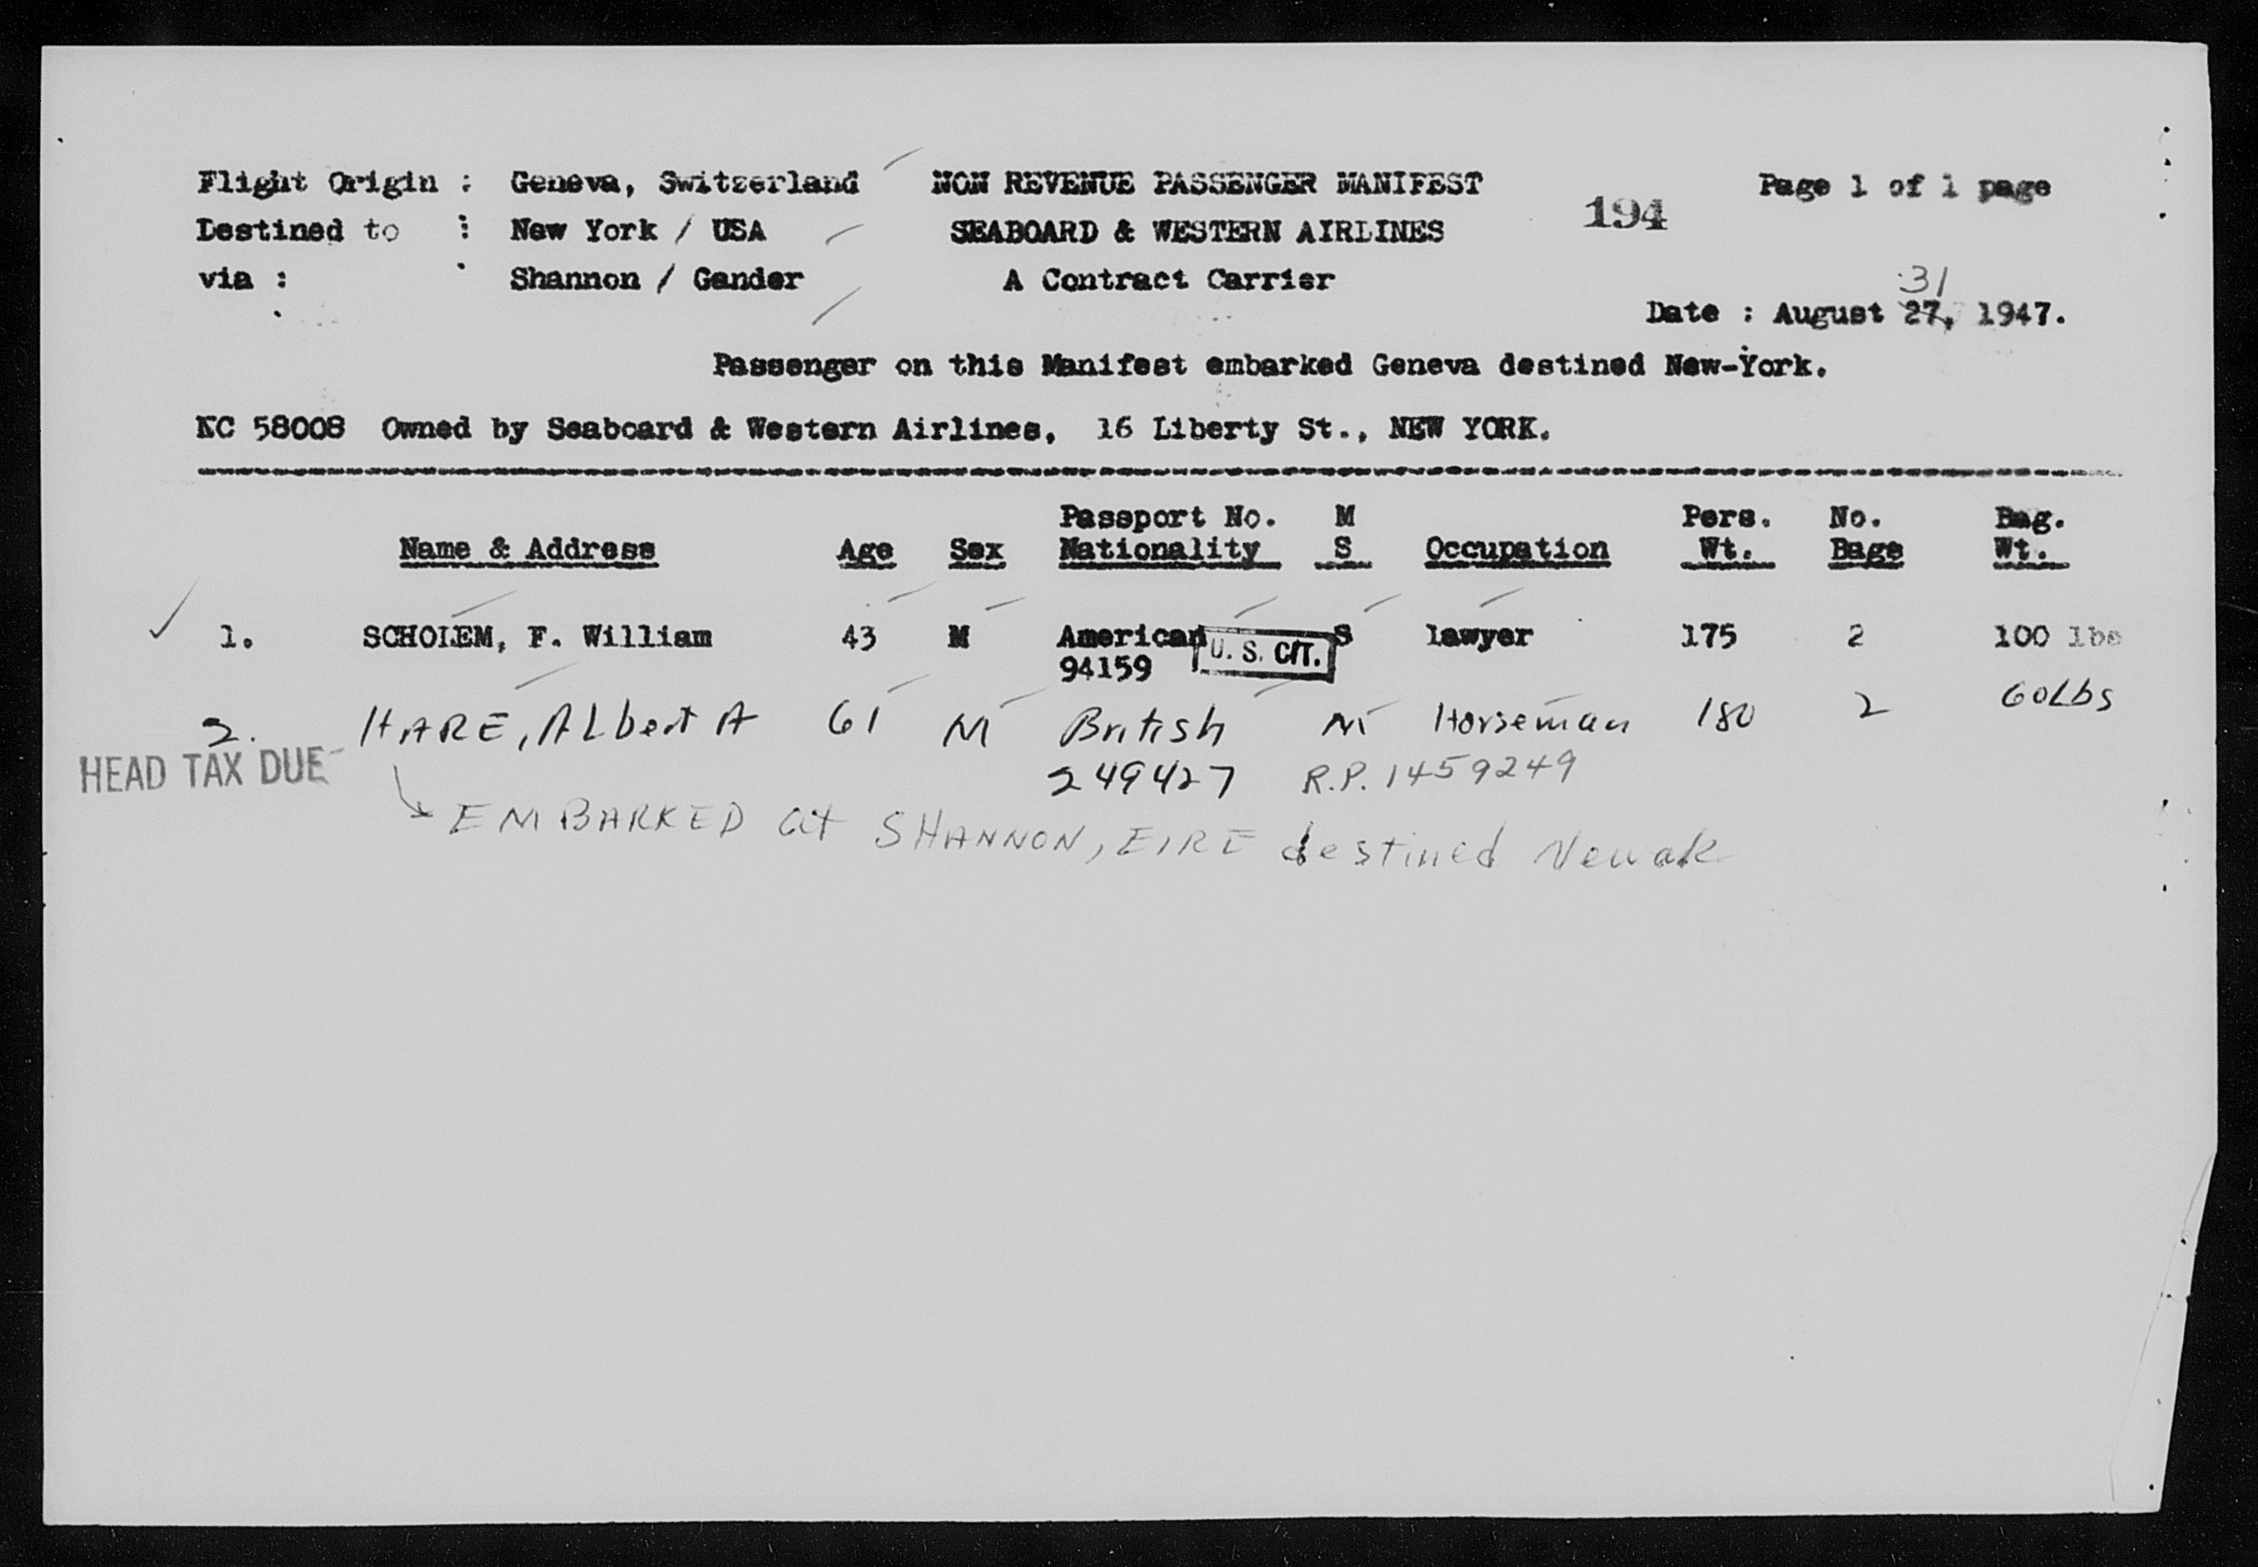 Flight Origin : Geneva, Switzerland NON REVENUE PASSENGER MANIFEST Page 1 of 1 page
Destined to : New York / USA SEABOARD & WESTERN AIRLINES 194
via : Shannon / Gander A Contract Carrier
31
Date : August 27, 1947.
Passenger on this Manifest embarked Geneva destined New-York.
NC 58008 Owned by Seaboard & Western Airlines, 16 Liberty St., NEW YORK.
Passport No. M Pers. No. Bag.
Name & Address Age Sex Nationality S Occupation Wt. Bags Wt.
1. SCHOLEM, F. William 43 M American S lawyer 175 2 100 lbs
94159 U. S. CIT.
2. HARE, Albert A 61 M British M Horseman 180 2 60Lbs
HEAD TAX DUE 249427 R.P. 1459249
EMBARKED at SHANNON, EIRE destined Newark